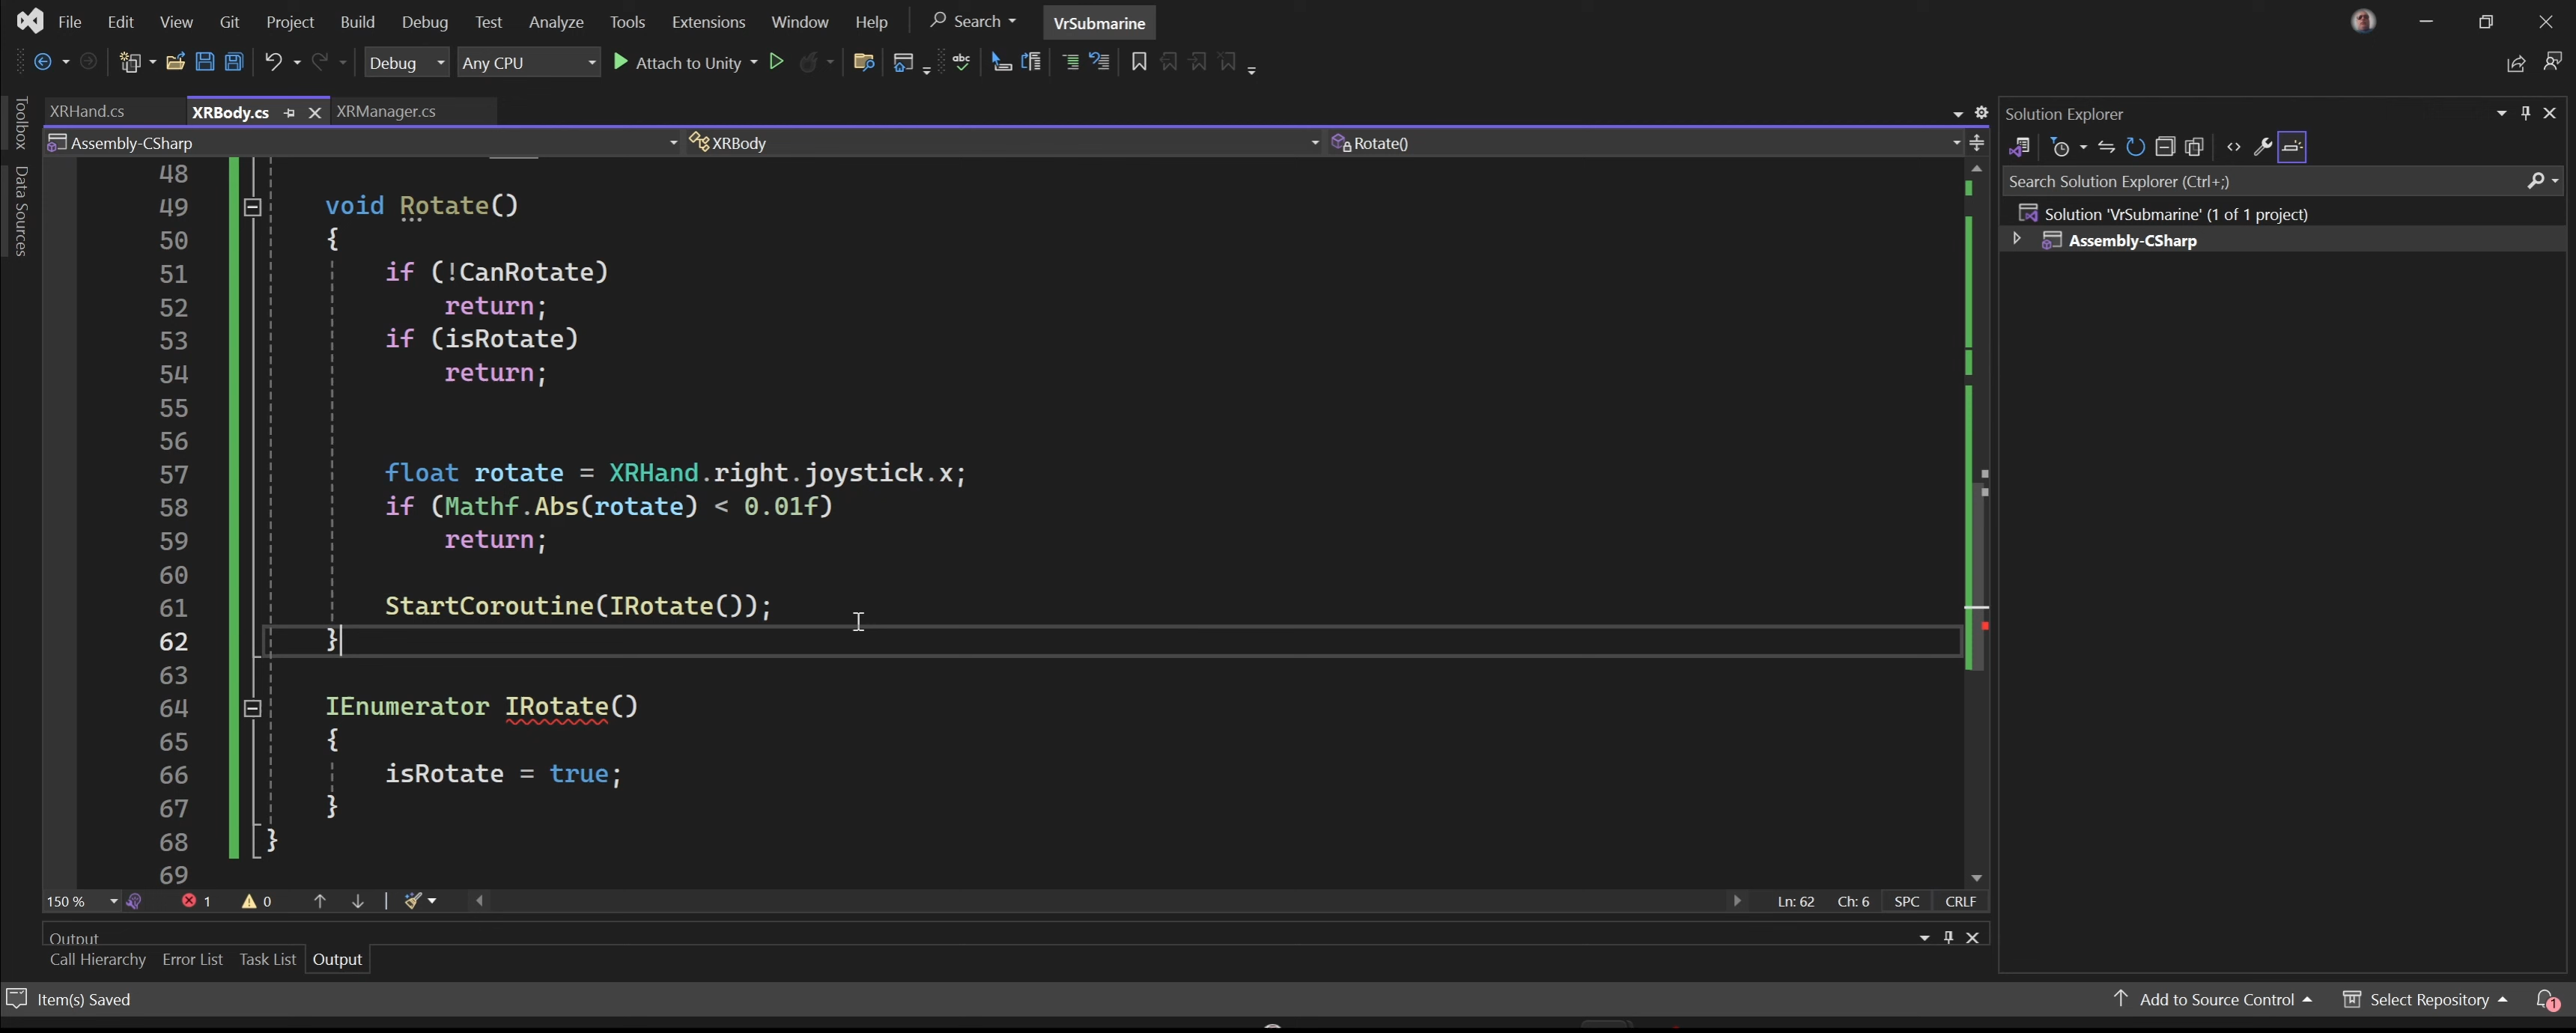 File Edit View Git Project Build Debug Test Analyze Tools Extensions Window Help Search VrSubmarine
Debug Any CPU Attach to Unity
XRHand.cs XRBody.cs XRManager.cs
Assembly-CSharp XRBody Rotate()
Toolbox
Data Sources
48
49 void Rotate()
50 {
51 if (!CanRotate)
52 return;
53 if (isRotate)
54 return;
55
56
57 float rotate = XRHand.right.joystick.x;
58 if (Mathf.Abs(rotate) < 0.01f)
59 return;
60
61 StartCoroutine(IRotate());
62 }
63
64 IEnumerator IRotate()
65 {
66 isRotate = true;
67 }
68 }
69
150 % 1 0 Ln: 62 Ch: 6 SPC CRLF
Output
Call Hierarchy Error List Task List Output
Solution Explorer
Search Solution Explorer (Ctrl+;)
Solution 'VrSubmarine' (1 of 1 project)
Assembly-CSharp
Item(s) Saved Add to Source Control Select Repository 1